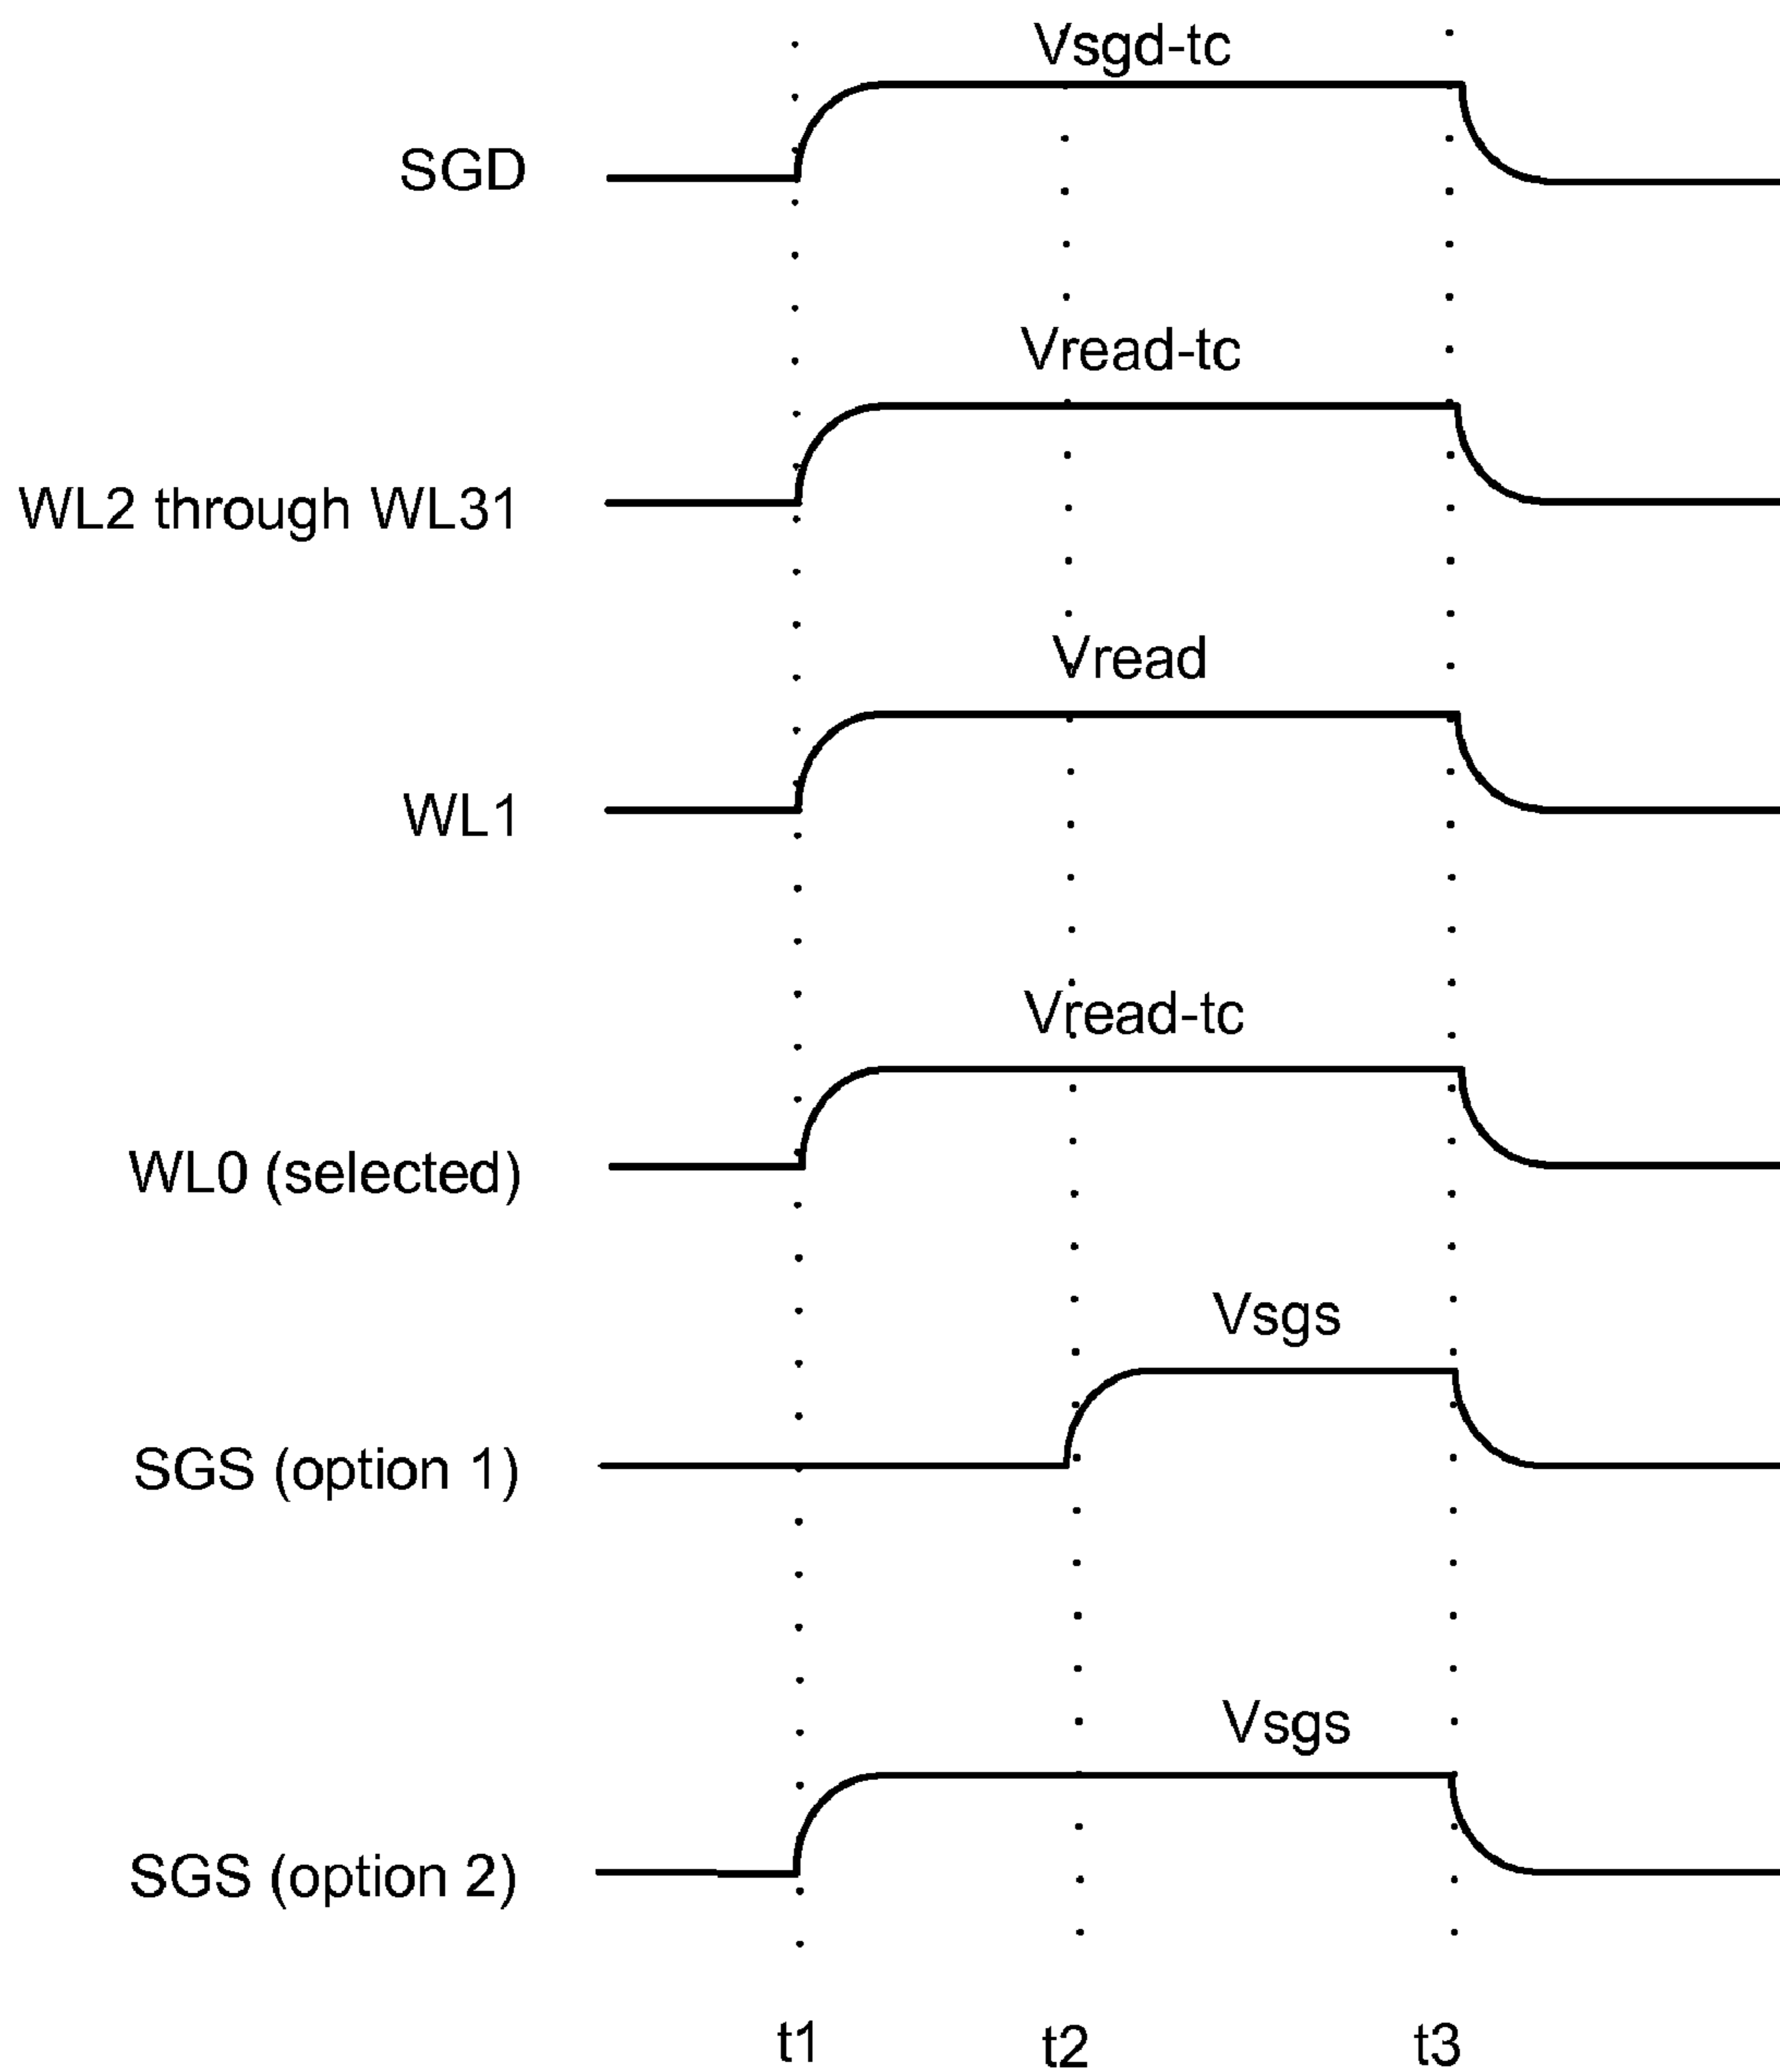 Vsgd-tc
SGD
Vread-tc
WL2 through WL31
Vread
WL1
Vread-tc
WL0 (selected)
Vsgs
SGS (option 1)
Vsgs
SGS (option 2)
t1 t2 t3